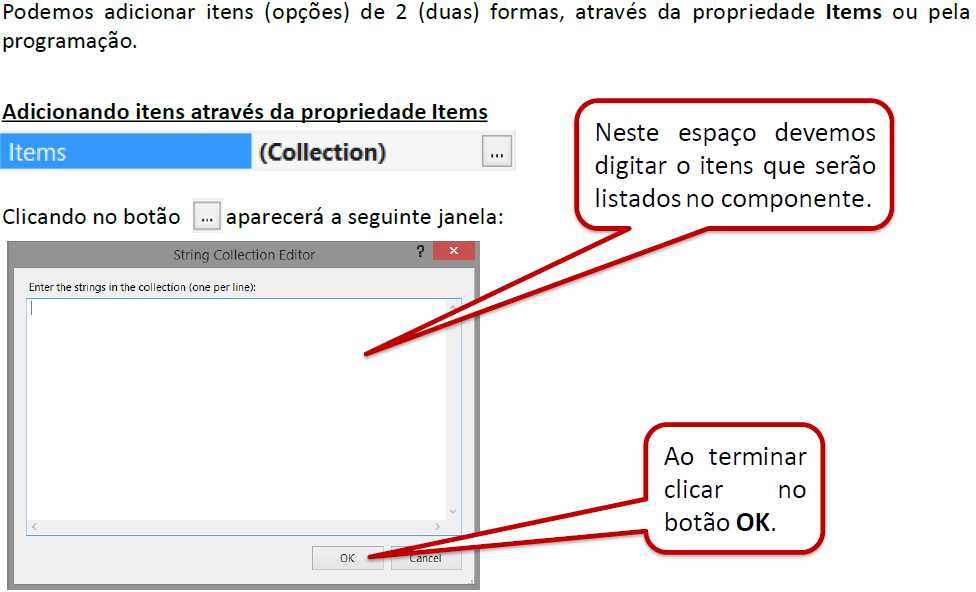 Podemos adicionar itens (opções) de 2 (duas) formas, através da propriedade Items ou pela
programação.
Adicionando itens através da propriedade Items
Items (Collection) ...
Clicando no botão ... aparecerá a seguinte janela:
Neste espaço devemos
digitar o itens que serão
listados no componente.
String Collection Editor ? ×
Enter the strings in the collection (one per line):
Ao terminar
clicar no
botão OK.
OK Cancel